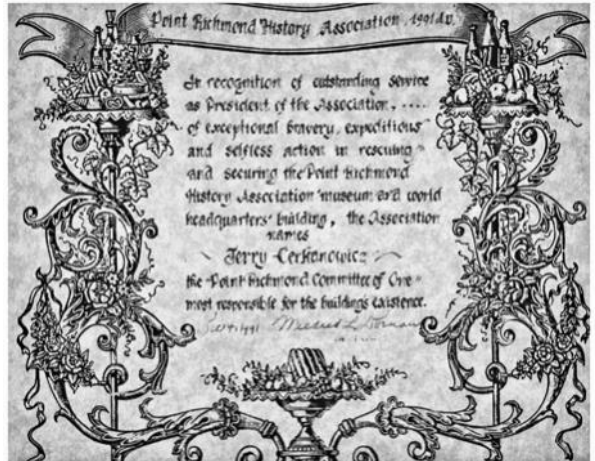 Point Richmond History Association, 1991 A.D.
In recognition of outstanding service
as President of the Association, ....
of exceptional bravery, expeditious
and selfless action in rescuing
and securing the Point Richmond
History Association museum and world
headquarters building, the Association
names
Jerry Cerkanowicz
the Point Richmond Committee of One
most responsible for the building's existence.
1991 Mildred L.